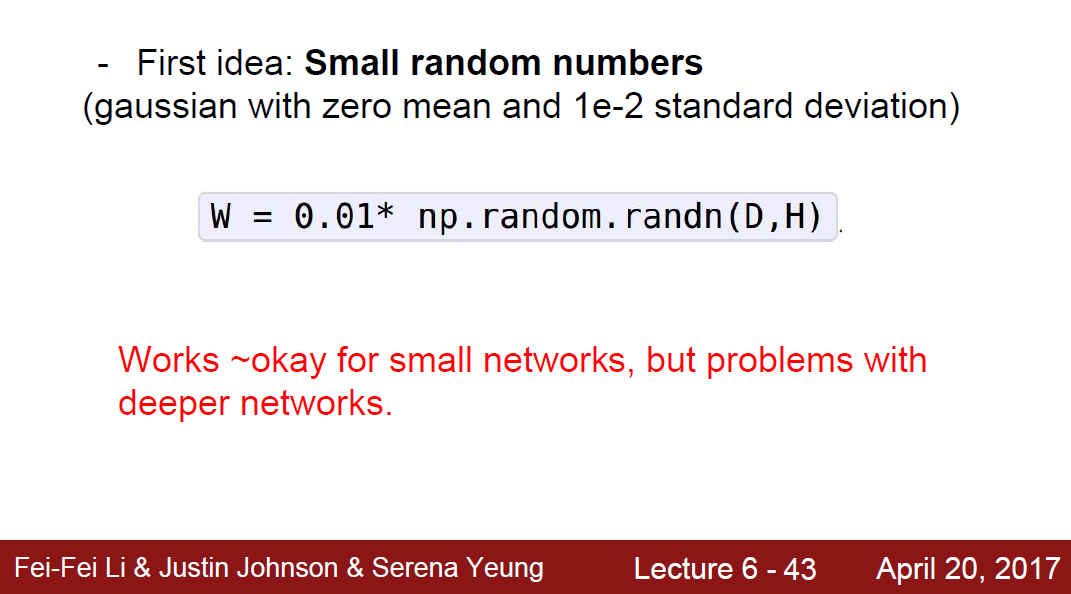 - First idea: Small random numbers
(gaussian with zero mean and 1e-2 standard deviation)
W = 0.01* np.random.randn(D,H)
Works ~okay for small networks, but problems with
deeper networks.
Fei-Fei Li & Justin Johnson & Serena Yeung Lecture 6 - 43 April 20, 2017